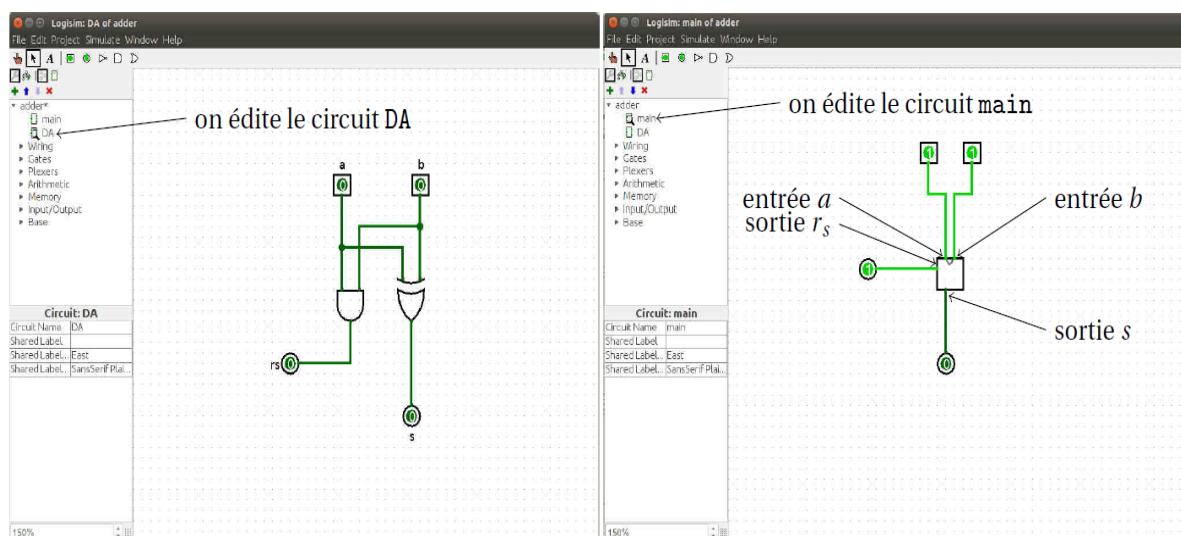 Logisim: DA of adder
File Edit Project Simulate Window Help
A
adder*
main
DA
Wiring
Gates
Plexers
Arithmetic
Memory
Input/Output
Base
Circuit: DA
Circuit Name DA
Shared Label
Shared Label... East
Shared Label... SansSerif Plai...
150%
on édite le circuit DA
a b
0 0
rs 0
0
s
Logisim: main of adder
File Edit Project Simulate Window Help
A
adder
main
DA
Wiring
Gates
Plexers
Arithmetic
Memory
Input/Output
Base
Circuit: main
Circuit Name main
Shared Label
Shared Label... East
Shared Label... SansSerif Plai...
150%
on édite le circuit main
1 1
entrée a entrée b
sortie rs
1
sortie s
0